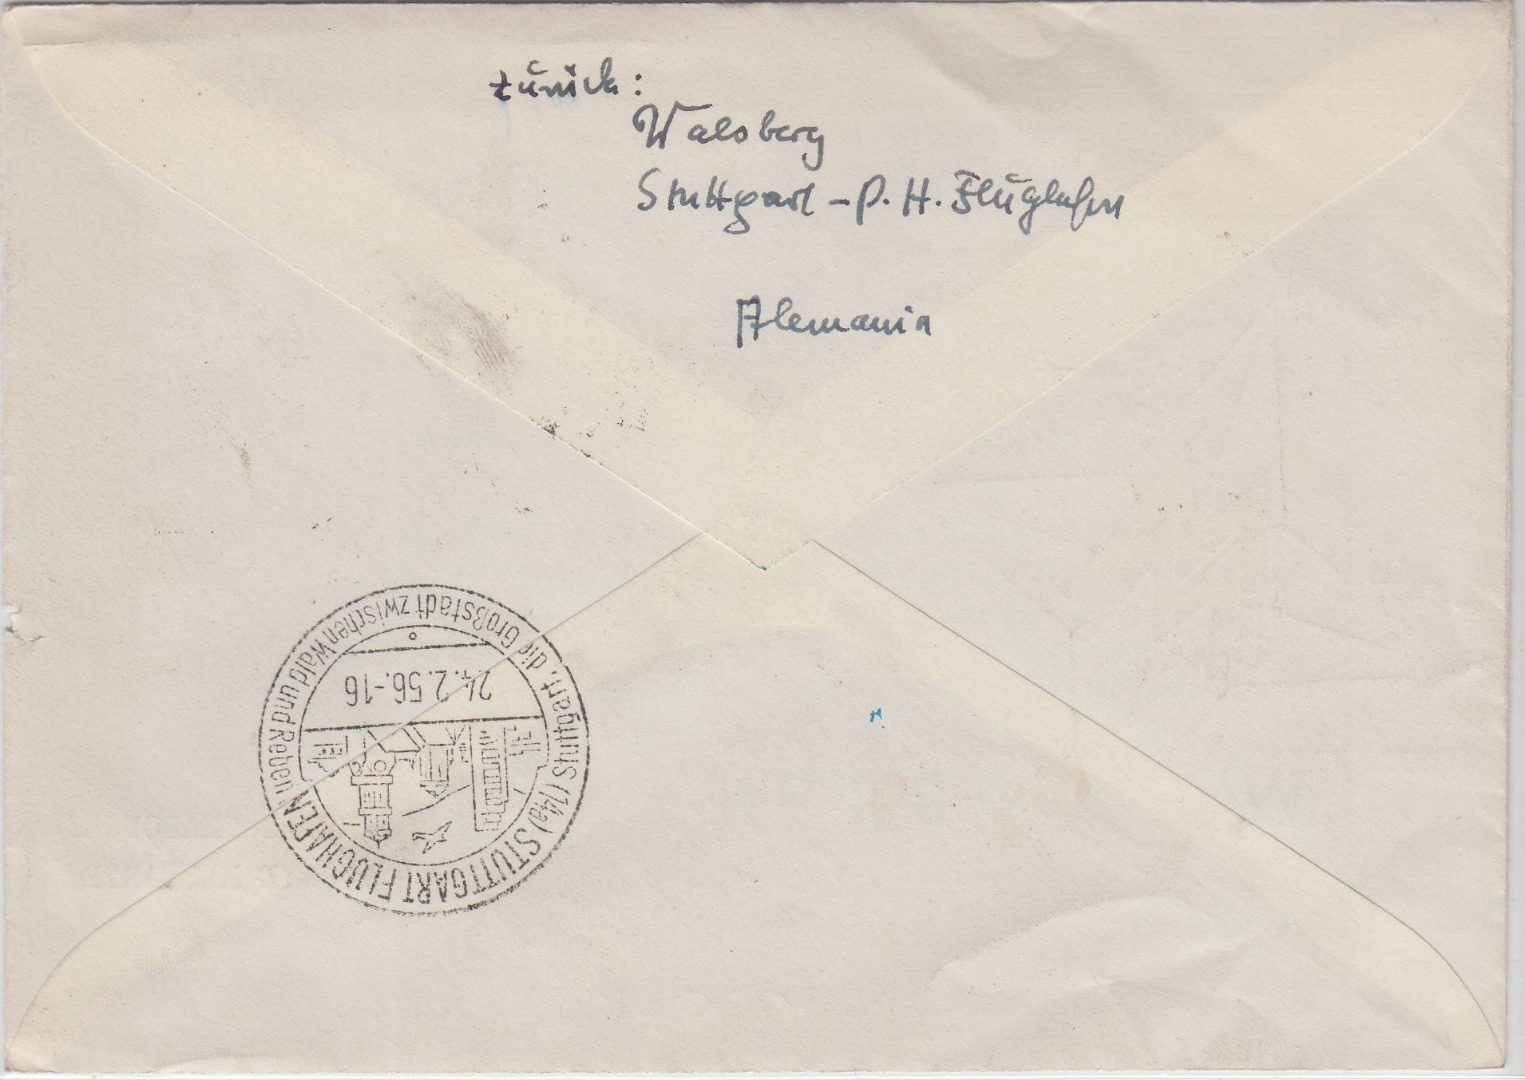 zurück:
Walsberg
Stuttgart - P. H. Flughafen
Alemania
Stuttgart, die Großstadt zwischen Wald und Reben
24.2.56.-16
(14a) STUTTGART FLUGHAFEN